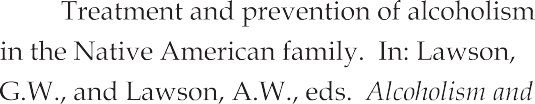 Treatment and prevention of alcoholism
in the Native American family. In: Lawson,
G.W., and Lawson, A.W., eds. Alcoholism and